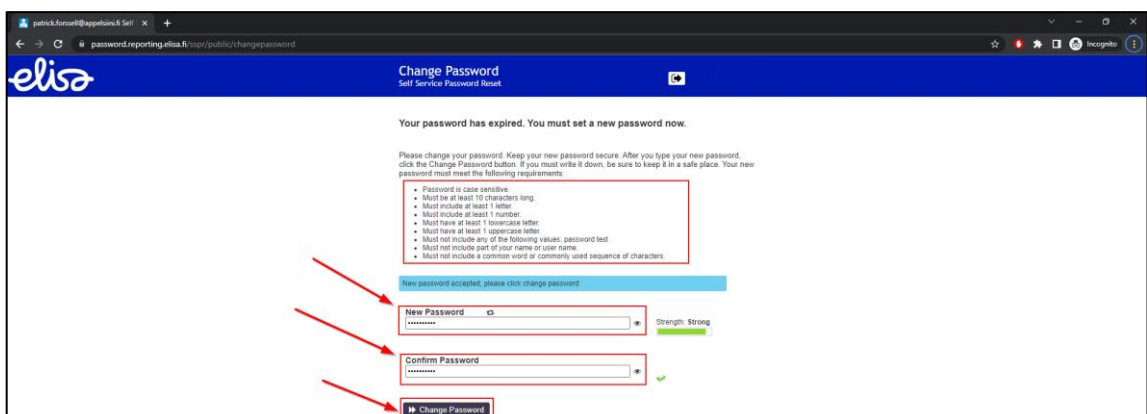 patrick.forssell@appelsiini.fi Self
password.reporting.elisa.fi/sspr/public/changepassword
Incognito
elisa
Change Password
Self Service Password Reset
Your password has expired. You must set a new password now.
Please change your password. Keep your new password secure. After you type your new password,
click the Change Password button. If you must write it down, be sure to keep it in a safe place. Your new
password must meet the following requirements:
• Password is case sensitive.
• Must be at least 10 characters long.
• Must include at least 1 letter.
• Must include at least 1 number.
• Must have at least 1 lowercase letter.
• Must have at least 1 uppercase letter.
• Must not include any of the following values: password test
• Must not include part of your name or user name.
• Must not include a common word or commonly used sequence of characters.
New password accepted, please click change password
New Password
Strength: Strong
Confirm Password
Change Password